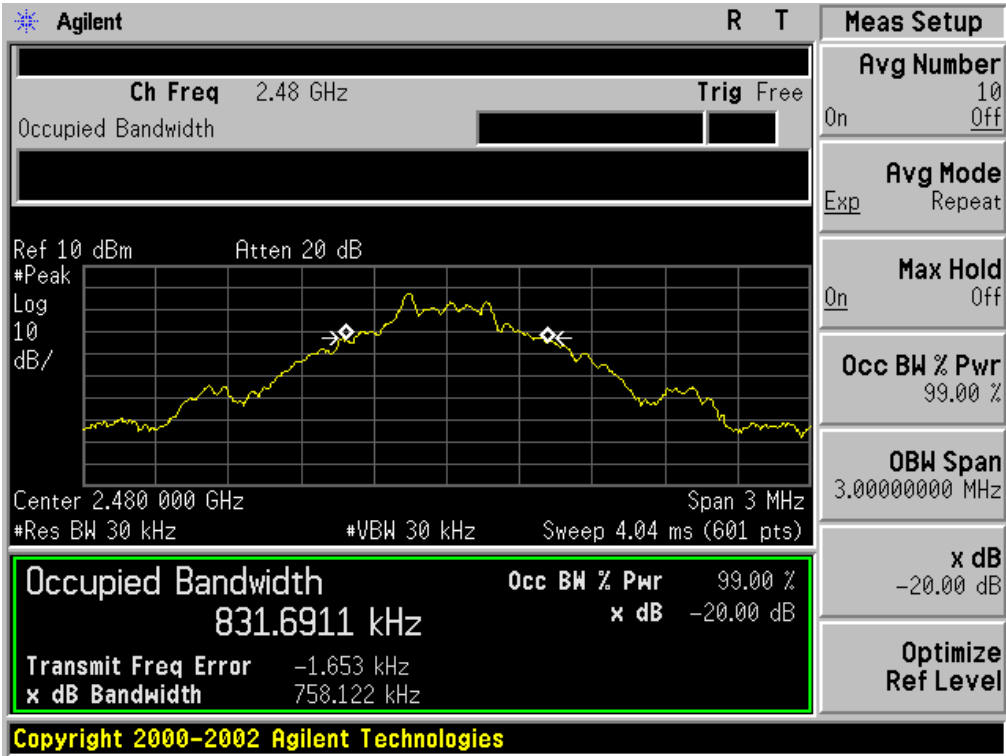 Agilent R T
Ch Freq 2.48 GHz Trig Free
Occupied Bandwidth
Ref 10 dBm Atten 20 dB
#Peak
Log
10
dB/
Center 2.480 000 GHz Span 3 MHz
#Res BW 30 kHz #VBW 30 kHz Sweep 4.04 ms (601 pts)
Occupied Bandwidth
831.6911 kHz
Occ BW % Pwr 99.00 %
x dB -20.00 dB
Transmit Freq Error -1.653 kHz
x dB Bandwidth 758.122 kHz
Copyright 2000-2002 Agilent Technologies
Meas Setup
Avg Number
10
On Off
Avg Mode
Exp Repeat
Max Hold
On Off
Occ BW % Pwr
99.00 %
OBW Span
3.00000000 MHz
x dB
-20.00 dB
Optimize
Ref Level